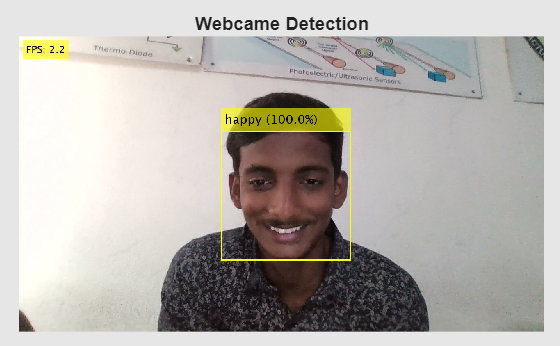 Webcame Detection
FPS: 2.2
Thermo Diode
Photoelectric/Ultrasonic Sensors
happy (100.0%)